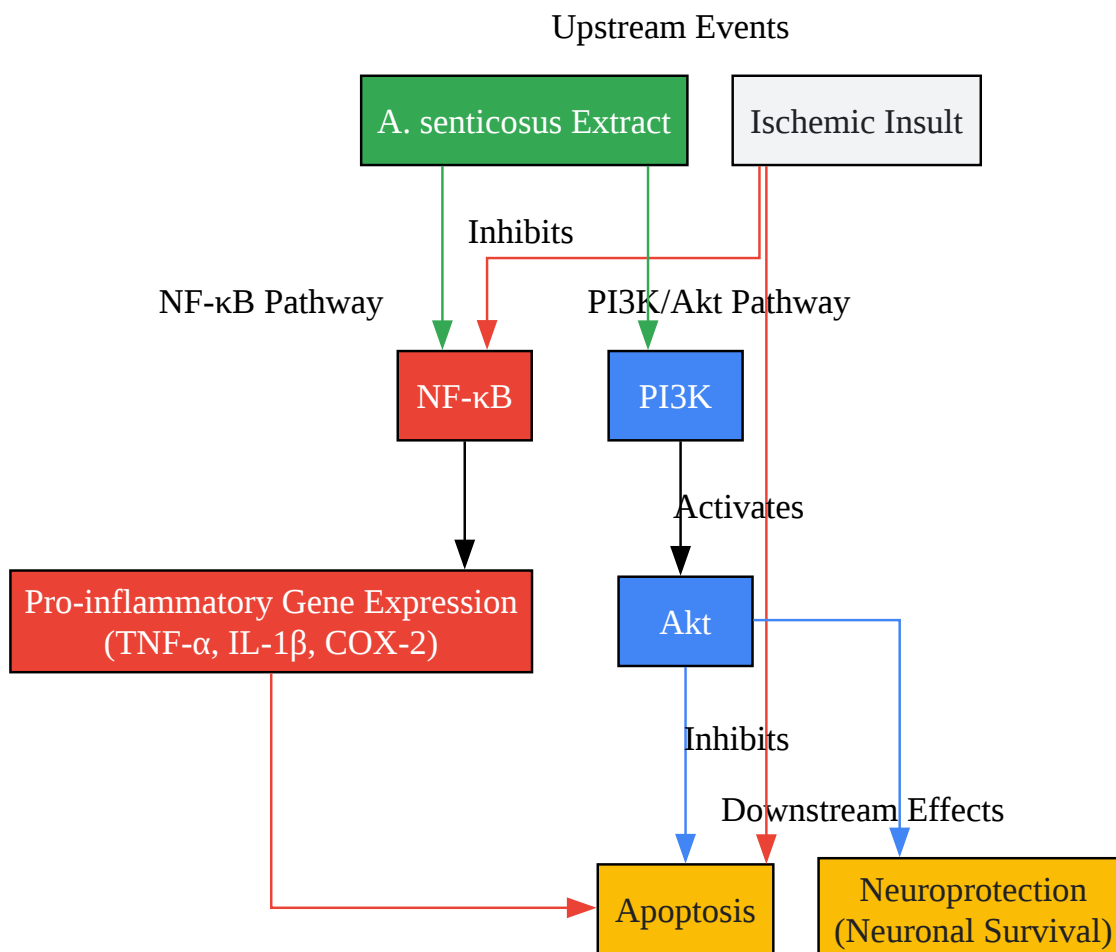 Upstream Events
A. senticosus Extract
Ischemic Insult
Inhibits
NF-κB Pathway
PI3K/Akt Pathway
NF-κB
PI3K
Activates
Pro-inflammatory Gene Expression
(TNF-α, IL-1β, COX-2)
Akt
Inhibits
Downstream Effects
Apoptosis
Neuroprotection
(Neuronal Survival)